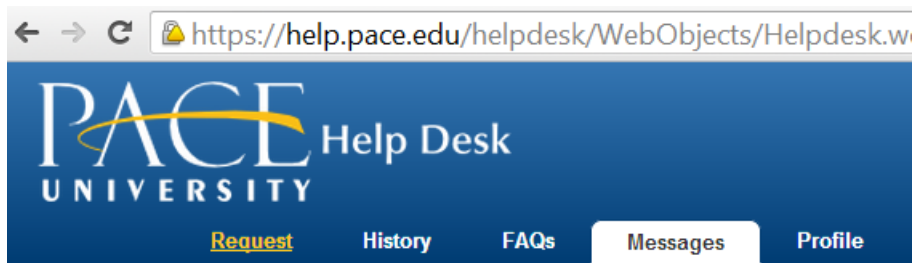 https://help.pace.edu/helpdesk/WebObjects/Helpdesk.w
PACE Help Desk
UNIVERSITY
Request History FAQs Messages Profile